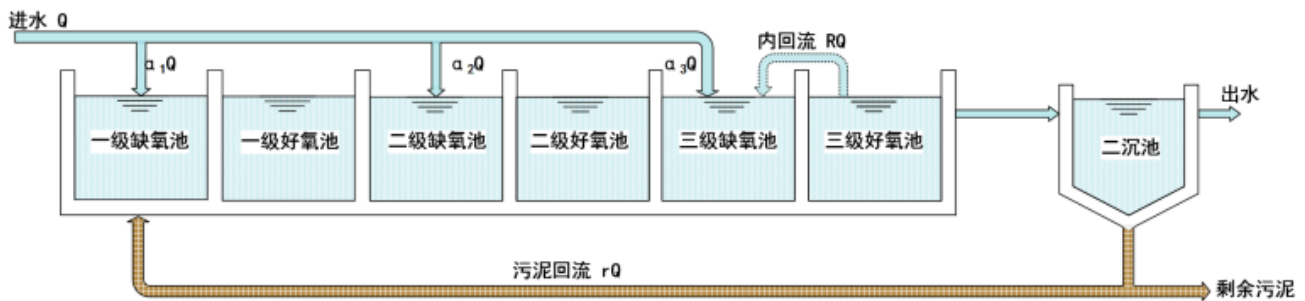 进水 Q
α₁Q
α₂Q
α₃Q
内回流 RQ
出水
一级缺氧池
一级好氧池
二级缺氧池
二级好氧池
三级缺氧池
三级好氧池
二沉池
污泥回流 rQ
剩余污泥